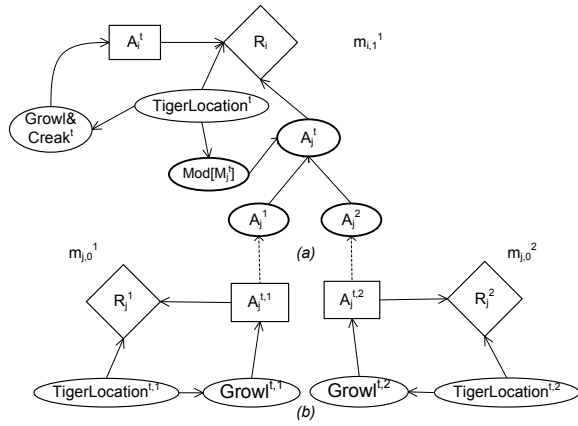 A_i^t
R_i
m_{i,1}^1
Growl&
Creak^t
TigerLocation^t
A_j^t
Mod[M_j^t]
A_j^1
A_j^2
(a)
m_{j,0}^1
m_{j,0}^2
R_j^1
A_j^{t,1}
A_j^{t,2}
R_j^2
TigerLocation^{t,1}
Growl^{t,1}
Growl^{t,2}
TigerLocation^{t,2}
(b)